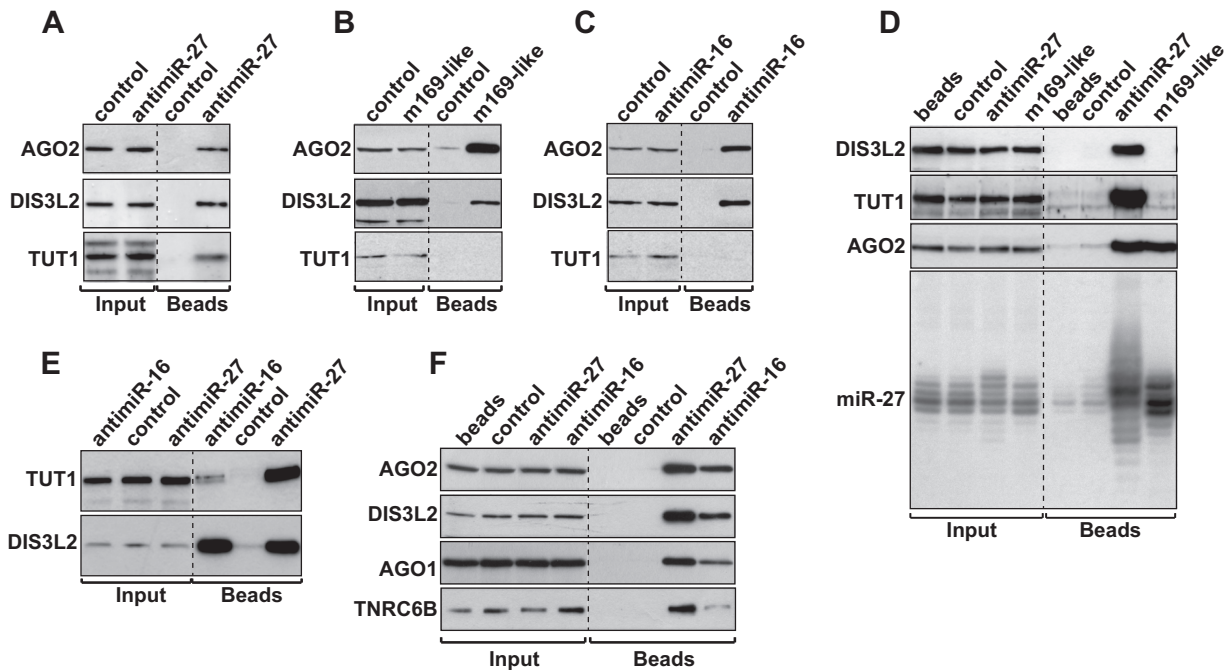 A
control
antimiR-27
control
antimiR-27
AGO2
DIS3L2
TUT1
Input
Beads
B
control
m169-like
control
m169-like
AGO2
DIS3L2
TUT1
Input
Beads
C
control
antimiR-16
control
antimiR-16
AGO2
DIS3L2
TUT1
Input
Beads
D
beads
control
antimiR-27
m169-like
beads
control
antimiR-27
m169-like
DIS3L2
TUT1
AGO2
miR-27
Input
Beads
E
antimiR-16
control
antimiR-27
antimiR-16
control
antimiR-27
TUT1
DIS3L2
Input
Beads
F
beads
control
antimiR-27
antimiR-16
beads
control
antimiR-27
antimiR-16
AGO2
DIS3L2
AGO1
TNRC6B
Input
Beads